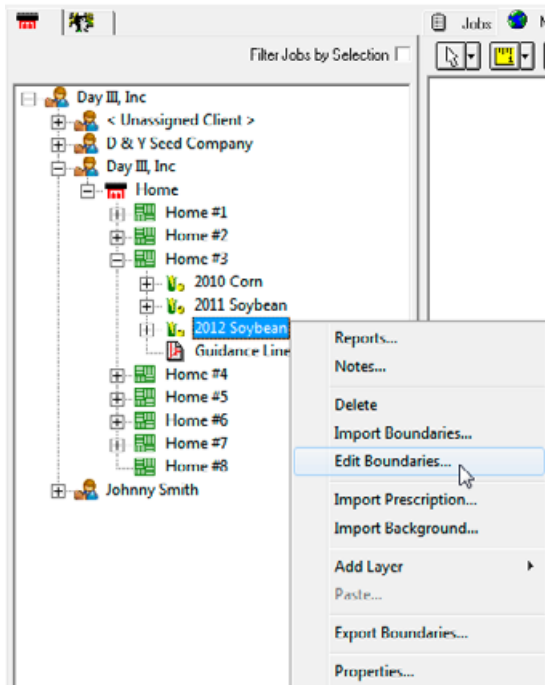 Jobs
Filter Jobs by Selection
Day III, Inc
< Unassigned Client >
D & Y Seed Company
Day III, Inc
Home
Home #1
Home #2
Home #3
2010 Corn
2011 Soybean
2012 Soybean
Guidance Line
Home #4
Home #5
Home #6
Home #7
Home #8
Johnny Smith
Reports...
Notes...
Delete
Import Boundaries...
Edit Boundaries...
Import Prescription...
Import Background...
Add Layer
Paste...
Export Boundaries...
Properties...